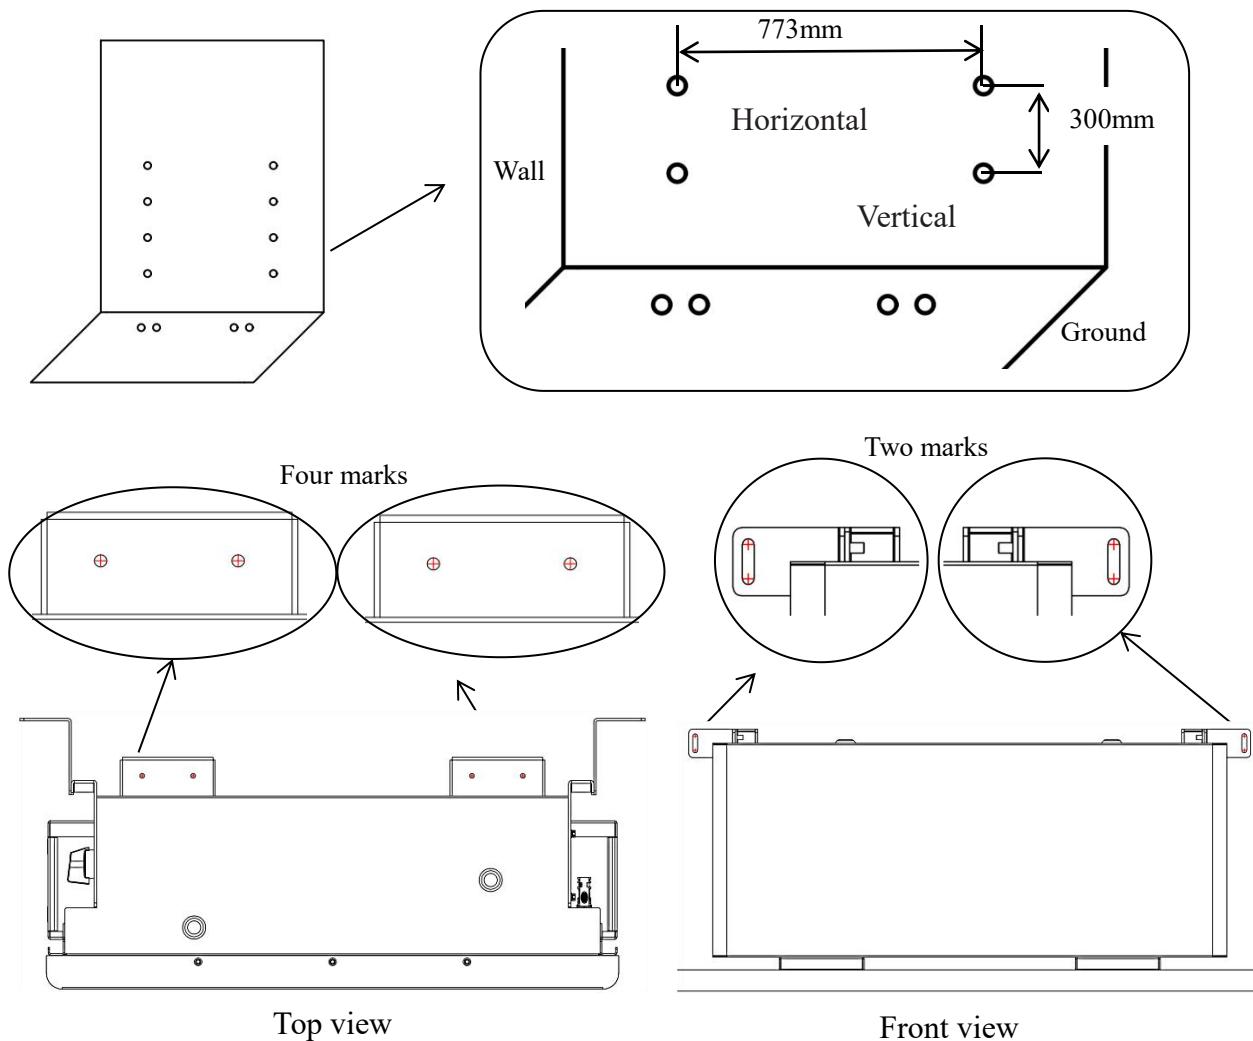 773mm
Horizontal
300mm
Wall
Vertical
Ground
Four marks
Two marks
Top view
Front view